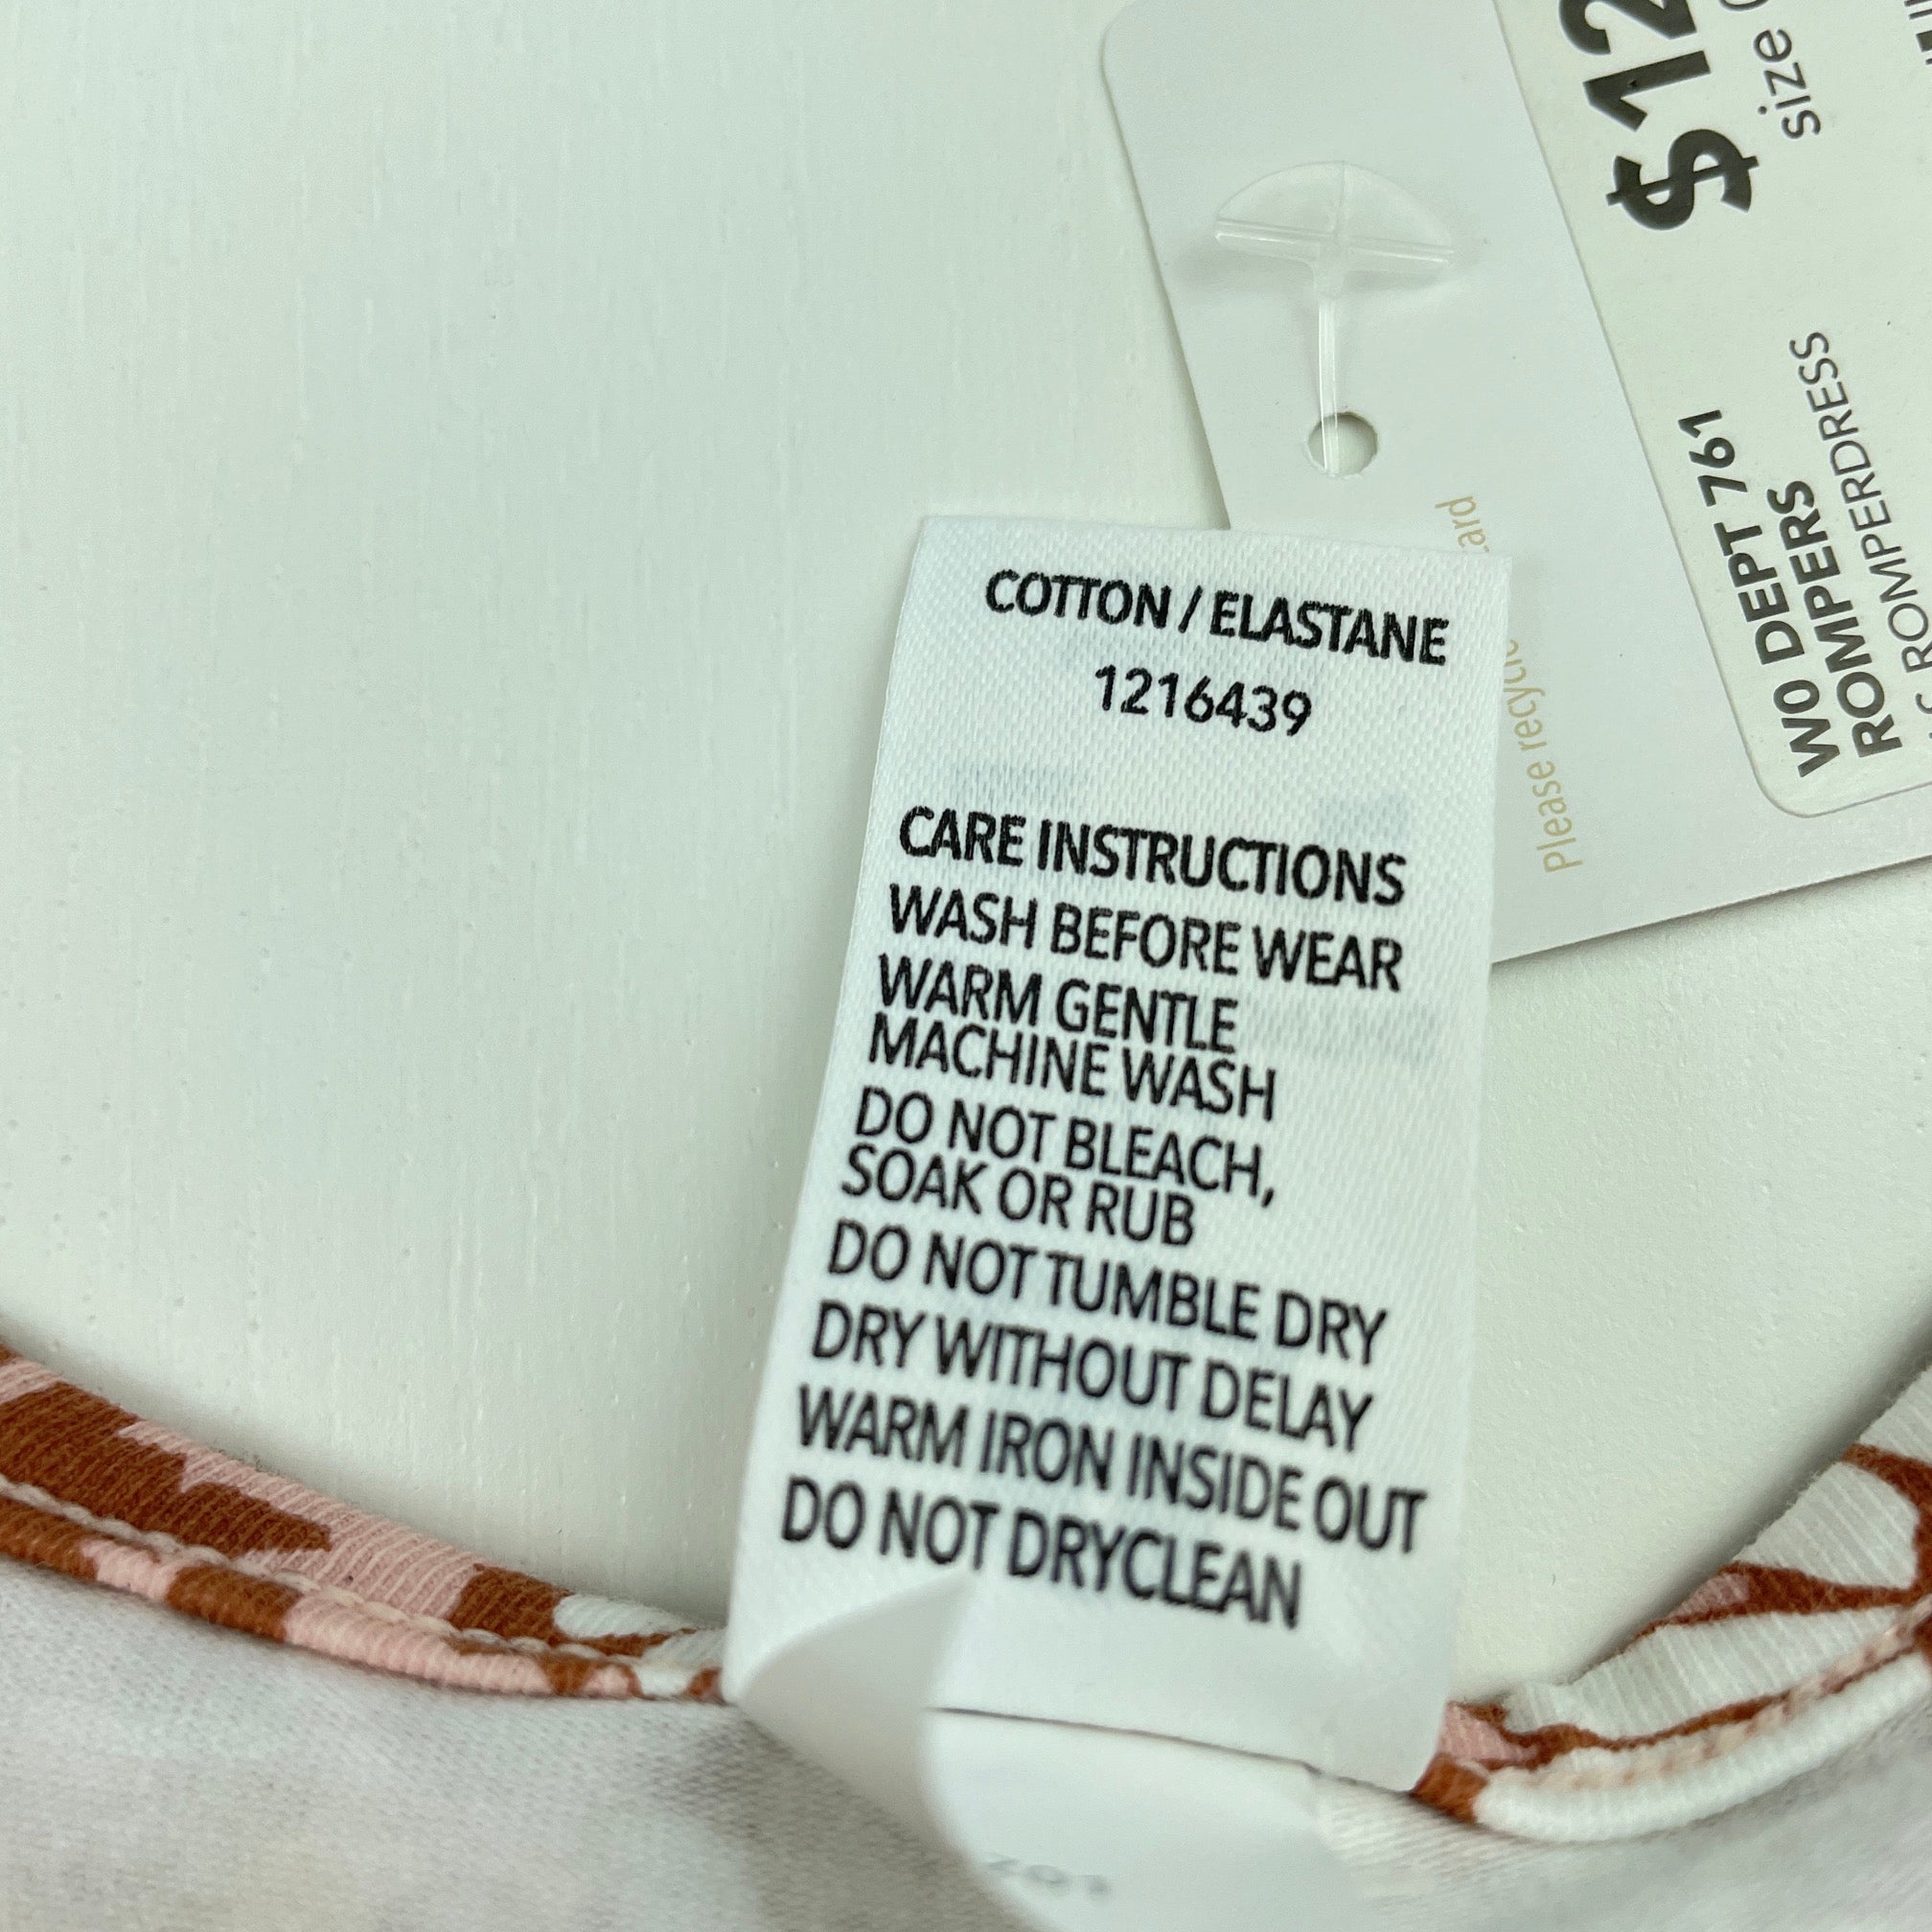 COTTON / ELASTANE
1216439
CARE INSTRUCTIONS
WASH BEFORE WEAR
WARM GENTLE
MACHINE WASH
DO NOT BLEACH,
SOAK OR RUB
DO NOT TUMBLE DRY
DRY WITHOUT DELAY
WARM IRON INSIDE OUT
DO NOT DRYCLEAN
$12
size
W0 DEPT 761
ROMPERS
ROMPERDRESS
Please recycle